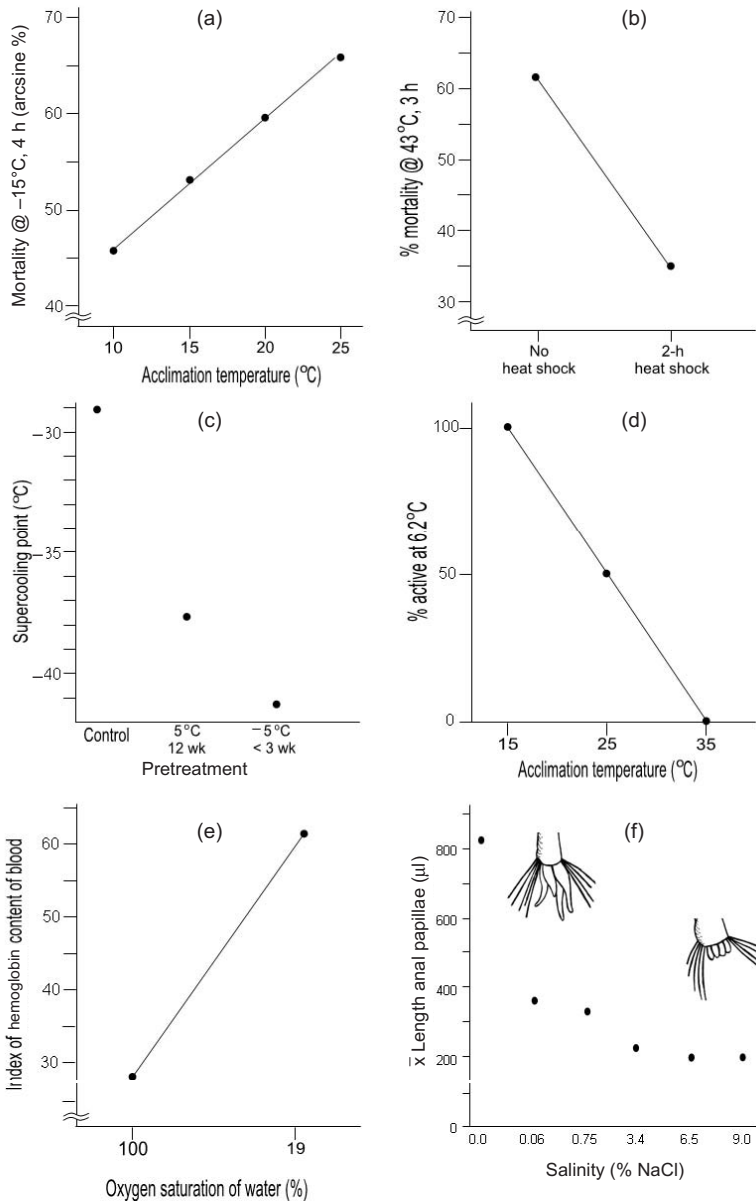 (a)
Mortality @ –15°C, 4 h (arcsine %)
70
60
50
40
10 15 20 25
Acclimation temperature (°C)
(b)
% mortality @ 43°C, 3 h
70
60
50
40
30
No
heat shock
2-h
heat shock
(c)
Supercooling point (°C)
–30
–35
–40
Control
5°C
12 wk
–5°C
< 3 wk
Pretreatment
(d)
% active at 6.2°C
100
50
0
15 25 35
Acclimation temperature (°C)
(e)
Index of hemoglobin content of blood
60
50
40
30
100 19
Oxygen saturation of water (%)
(f)
x̄ Length anal papillae (µl)
800
600
400
200
0
0.0 0.06 0.75 3.4 6.5 9.0
Salinity (% NaCl)